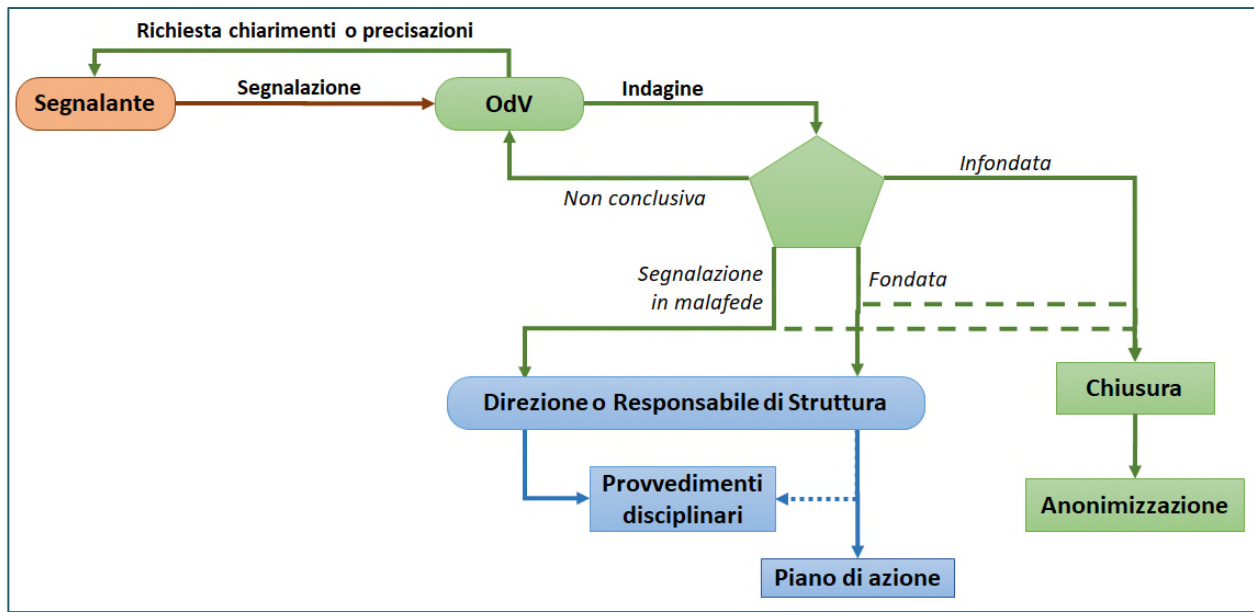 Richiesta chiarimenti o precisazioni
Segnalante
Segnalazione
OdV
Indagine
Infondata
Non conclusiva
Segnalazione
in malafede
Fondata
Direzione o Responsabile di Struttura
Chiusura
Provvedimenti
disciplinari
Anonimizzazione
Piano di azione